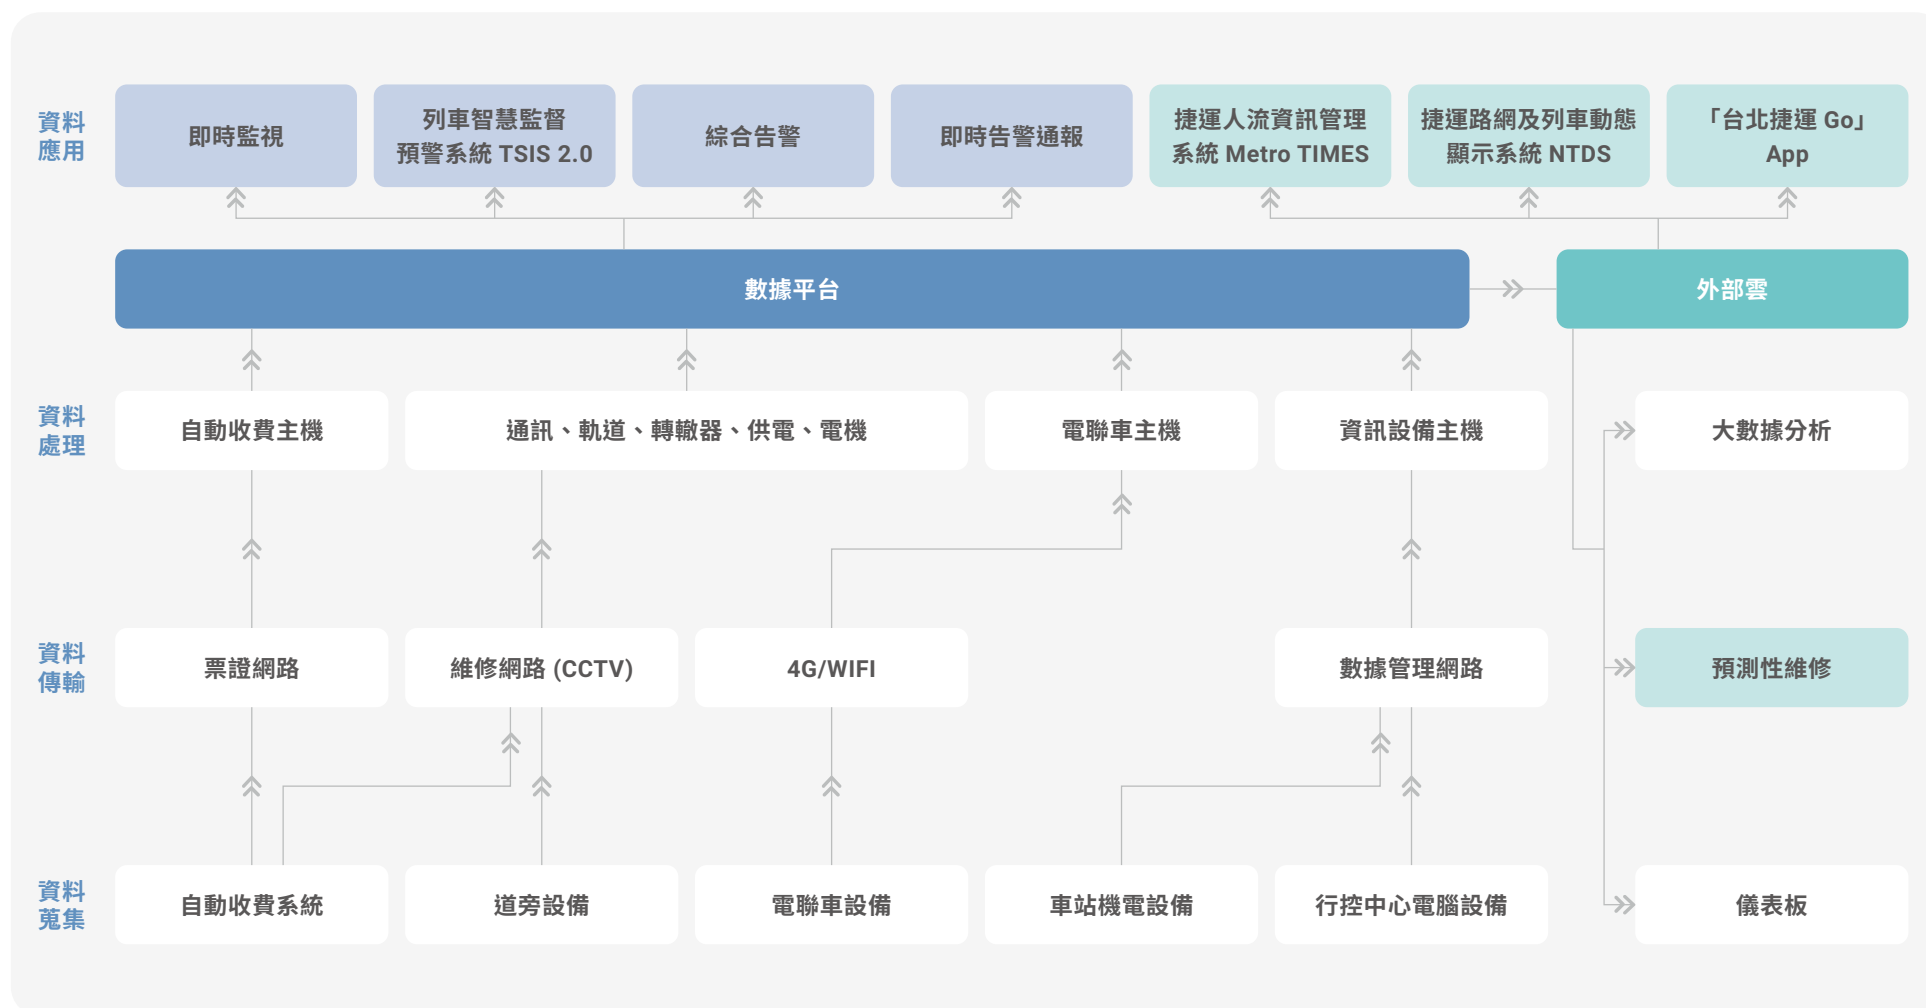 資料
應用
即時監視
列車智慧監督
預警系統 TSIS 2.0
綜合告警
即時告警通報
捷運人流資訊管理
系統 Metro TIMES
捷運路網及列車動態
顯示系統 NTDS
「台北捷運 Go」
App
數據平台
外部雲
資料
處理
自動收費主機
通訊、軌道、轉轍器、供電、電機
電聯車主機
資訊設備主機
大數據分析
資料
傳輸
票證網路
維修網路 (CCTV)
4G/WIFI
數據管理網路
預測性維修
資料
蒐集
自動收費系統
道旁設備
電聯車設備
車站機電設備
行控中心電腦設備
儀表板